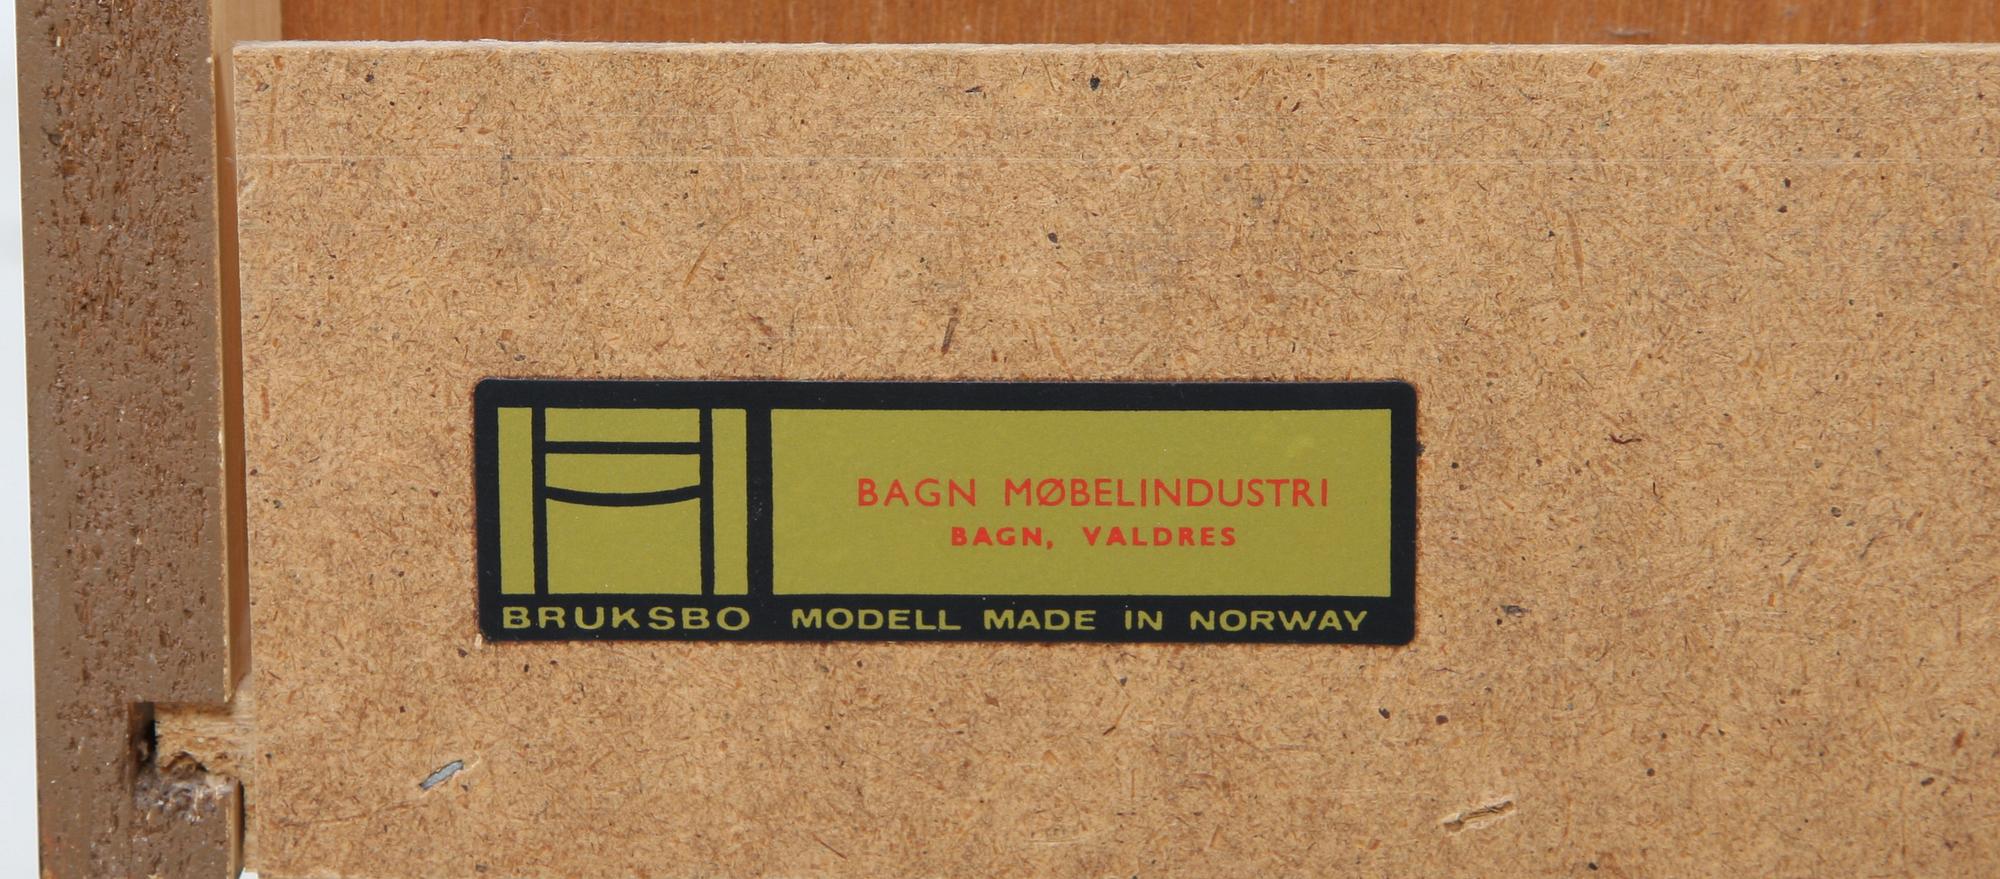 BAGN MØBELINDUSTRI
BAGN, VALDRES
BRUKSBO MODELL MADE IN NORWAY